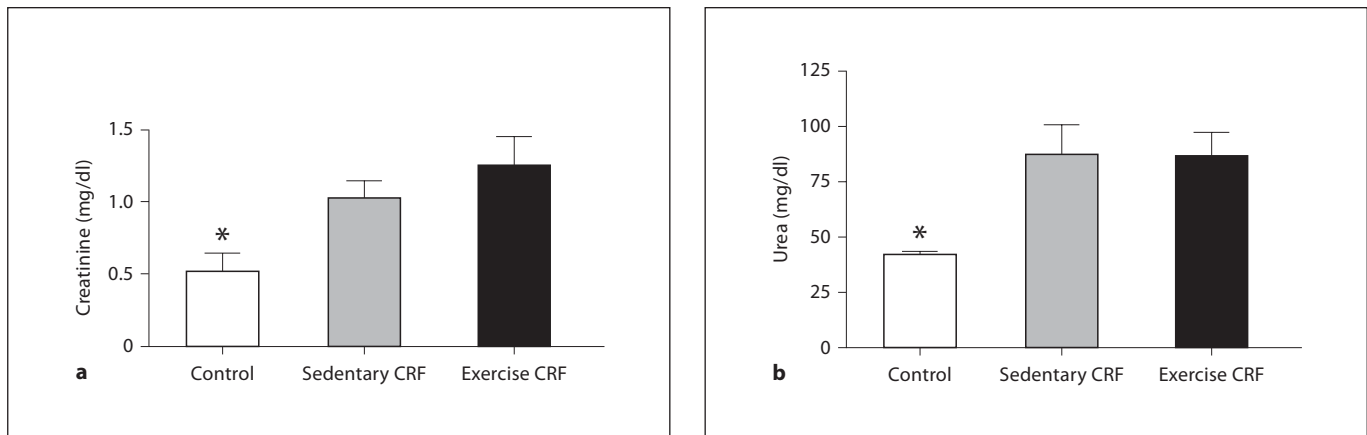 1.5
1.0
0.5
0
Creatinine (mg/dl)
*
Control
Sedentary CRF
Exercise CRF
a
125
100
75
50
25
0
Urea (mg/dl)
*
Control
Sedentary CRF
Exercise CRF
b